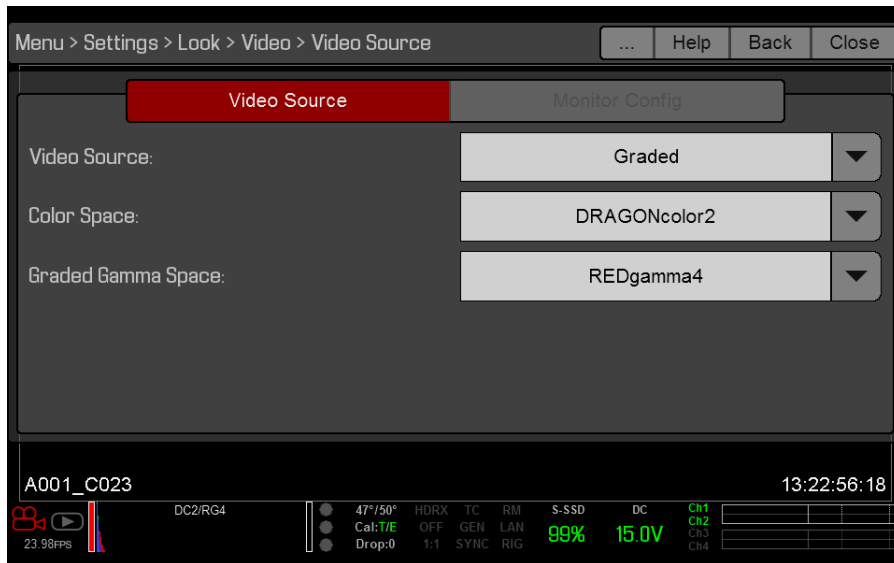 Menu > Settings > Look > Video > Video Source
... Help Back Close
Video Source Monitor Config
Video Source: Graded
Color Space: DRAGONcolor2
Graded Gamma Space: REDgamma4
A001_C023 13:22:56:18
DC2/RG4 47°/50° HDRX TC RM S-SSD DC Ch1
Cal:T/E OFF GEN LAN 99% 15.0V Ch2
23.98FPS Drop:0 1:1 SYNC RIG Ch3
Ch4